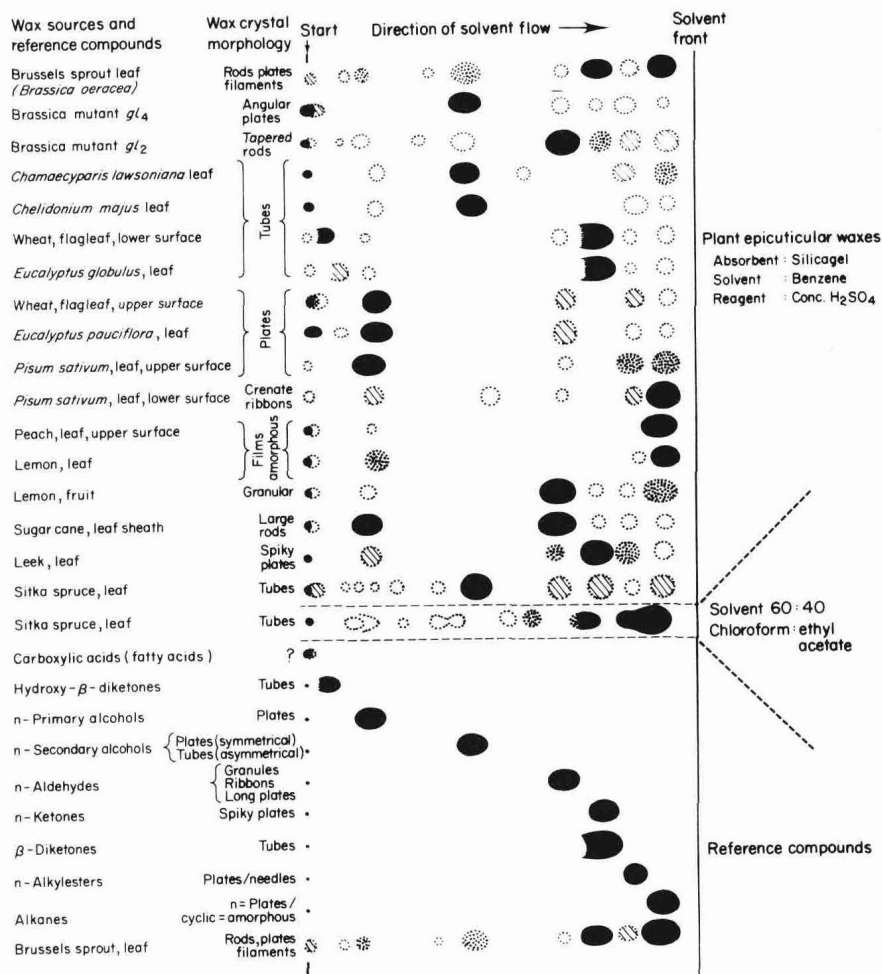 Wax sources and reference compounds
Wax crystal morphology
Start
Direction of solvent flow
Solvent front
Brussels sprout leaf (Brassica oeracea)
Rods plates filaments
Brassica mutant gl4
Angular plates
Brassica mutant gl2
Tapered rods
Chamaecyparis lawsoniana leaf
Chelidonium majus leaf
Wheat, flagleaf, lower surface
Eucalyptus globulus, leaf
Tubes
Wheat, flagleaf, upper surface
Eucalyptus pauciflora, leaf
Pisum sativum, leaf, upper surface
Plates
Pisum sativum, leaf, lower surface
Crenate ribbons
Peach, leaf, upper surface
Lemon, leaf
Films amorphous
Lemon, fruit
Granular
Sugar cane, leaf sheath
Large rods
Leek, leaf
Spiky plates
Sitka spruce, leaf
Tubes
Sitka spruce, leaf
Tubes
Carboxylic acids (fatty acids)
?
Hydroxy-β-diketones
Tubes
n-Primary alcohols
Plates
n-Secondary alcohols
Plates (symmetrical)
Tubes (asymmetrical)
n-Aldehydes
Granules
Ribbons
Long plates
n-Ketones
Spiky plates
β-Diketones
Tubes
n-Alkylesters
Plates/needles
Alkanes
n = Plates/
cyclic = amorphous
Brussels sprout, leaf
Rods, plates filaments
Plant epicuticular waxes
Absorbent : Silicagel
Solvent : Benzene
Reagent : Conc. H2SO4
Solvent 60 : 40
Chloroform : ethyl acetate
Reference compounds